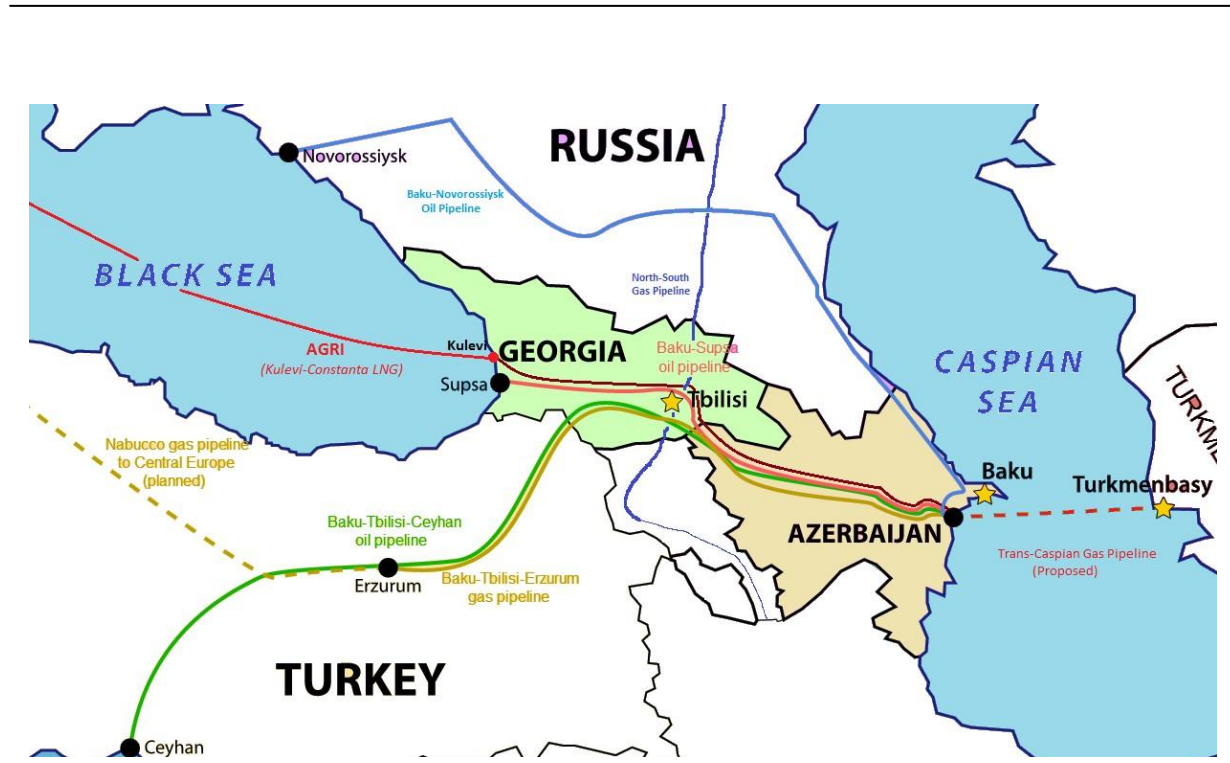 RUSSIA
Novorossiysk
Baku-Novorossiysk
Oil Pipeline
BLACK SEA
North-South
Gas Pipeline
AGRI
(Kulevi-Constanta LNG)
Kulevi
GEORGIA
Baku-Supsa
oil pipeline
CASPIAN
SEA
Supsa
Tbilisi
TURKME
Nabucco gas pipeline
to Central Europe
(planned)
Baku
Turkmenbasy
Baku-Tbilisi-Ceyhan
oil pipeline
AZERBAIJAN
Trans-Caspian Gas Pipeline
(Proposed)
Erzurum
Baku-Tbilisi-Erzurum
gas pipeline
TURKEY
Ceyhan